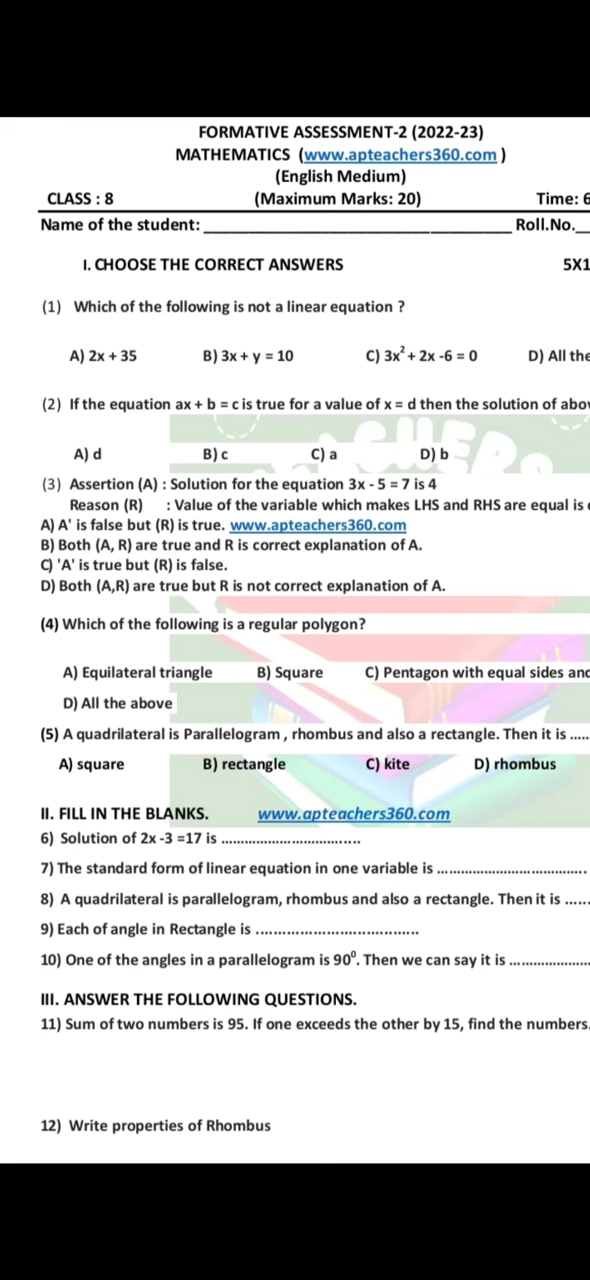 FORMATIVE ASSESSMENT-2 (2022-23)
MATHEMATICS (www.apteachers360.com )
(English Medium)
CLASS : 8 (Maximum Marks: 20) Time: 6
Name of the student: Roll.No.
I. CHOOSE THE CORRECT ANSWERS 5X1
(1) Which of the following is not a linear equation ?
A) 2x + 35 B) 3x + y = 10 C) 3x² + 2x -6 = 0 D) All the
(2) If the equation ax + b = c is true for a value of x = d then the solution of abov
A) d B) c C) a D) b
(3) Assertion (A) : Solution for the equation 3x - 5 = 7 is 4
Reason (R) : Value of the variable which makes LHS and RHS are equal is
A) A' is false but (R) is true. www.apteachers360.com
B) Both (A, R) are true and R is correct explanation of A.
C) 'A' is true but (R) is false.
D) Both (A,R) are true but R is not correct explanation of A.
(4) Which of the following is a regular polygon?
A) Equilateral triangle B) Square C) Pentagon with equal sides and
D) All the above
(5) A quadrilateral is Parallelogram , rhombus and also a rectangle. Then it is .....
A) square B) rectangle C) kite D) rhombus
II. FILL IN THE BLANKS. www.apteachers360.com
6) Solution of 2x -3 =17 is ..................................
7) The standard form of linear equation in one variable is ....................................
8) A quadrilateral is parallelogram, rhombus and also a rectangle. Then it is ......
9) Each of angle in Rectangle is ....................................
10) One of the angles in a parallelogram is 90⁰. Then we can say it is ...................
III. ANSWER THE FOLLOWING QUESTIONS.
11) Sum of two numbers is 95. If one exceeds the other by 15, find the numbers.
12) Write properties of Rhombus